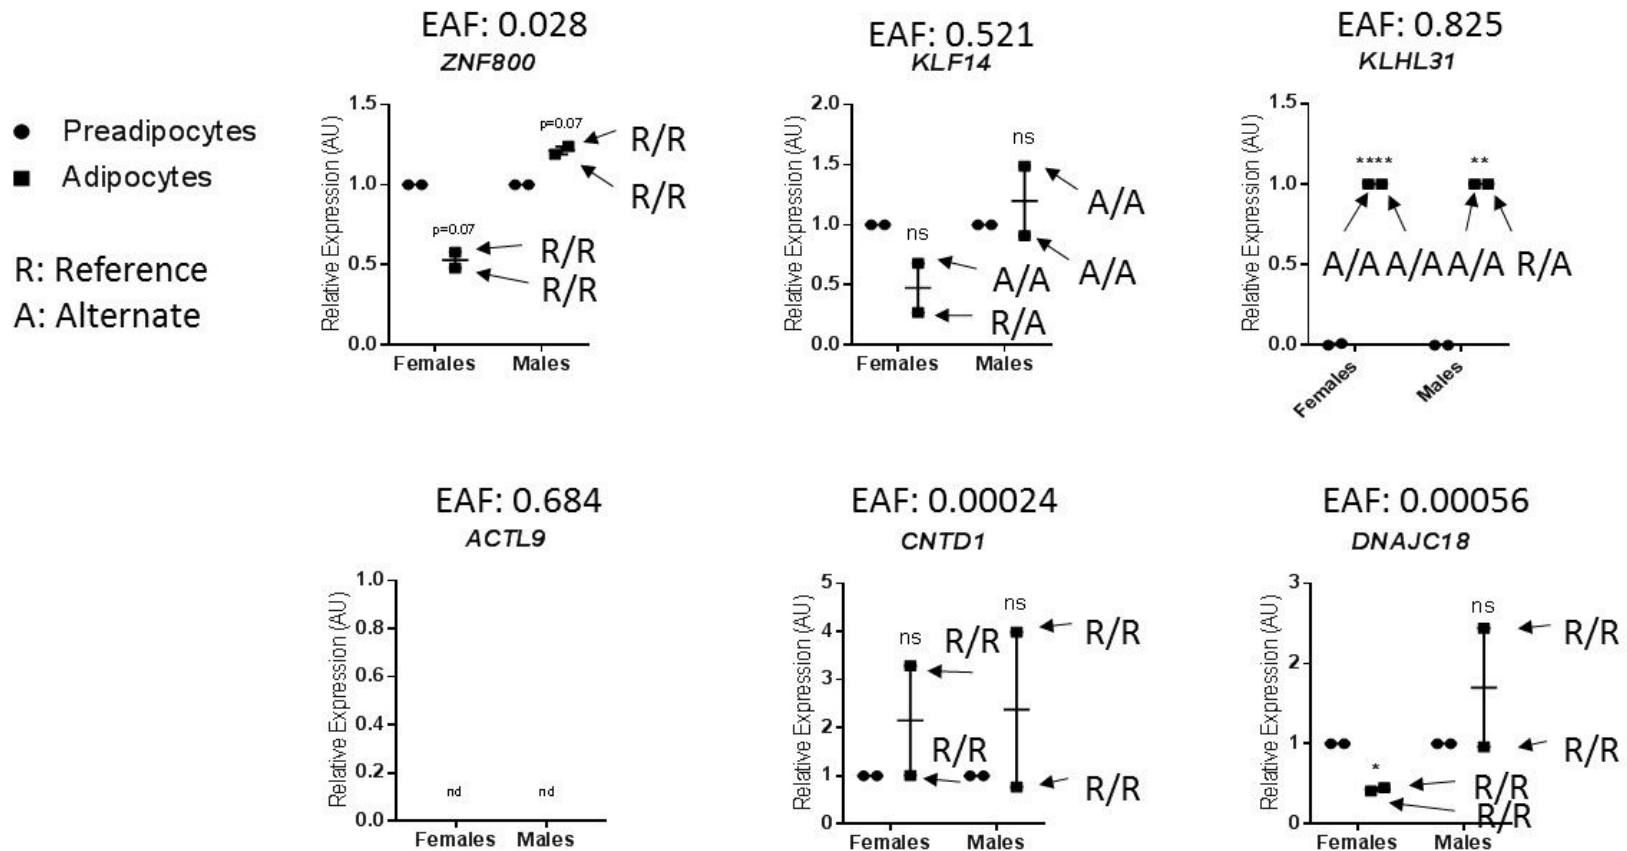 Preadipocytes
Adipocytes
R: Reference
A: Alternate
EAF: 0.028
ZNF800
Relative Expression (AU)
1.5
1.0
0.5
0.0
p=0.07
p=0.07
R/R
R/R
R/R
R/R
Females Males
EAF: 0.521
KLF14
Relative Expression (AU)
2.0
1.5
1.0
0.5
0.0
ns
ns
A/A
A/A
A/A
R/A
Females Males
EAF: 0.825
KLHL31
Relative Expression (AU)
1.5
1.0
0.5
0.0
**** **
A/A A/A A/A R/A
Females Males
EAF: 0.684
ACTL9
Relative Expression (AU)
1.0
0.8
0.6
0.4
0.2
0.0
nd nd
Females Males
EAF: 0.00024
CNTD1
Relative Expression (AU)
5
4
3
2
1
0
ns
ns
R/R
R/R
R/R
R/R
Females Males
EAF: 0.00056
DNAJC18
Relative Expression (AU)
3
2
1
0
ns
*
R/R
R/R
R/R
R/R
Females Males